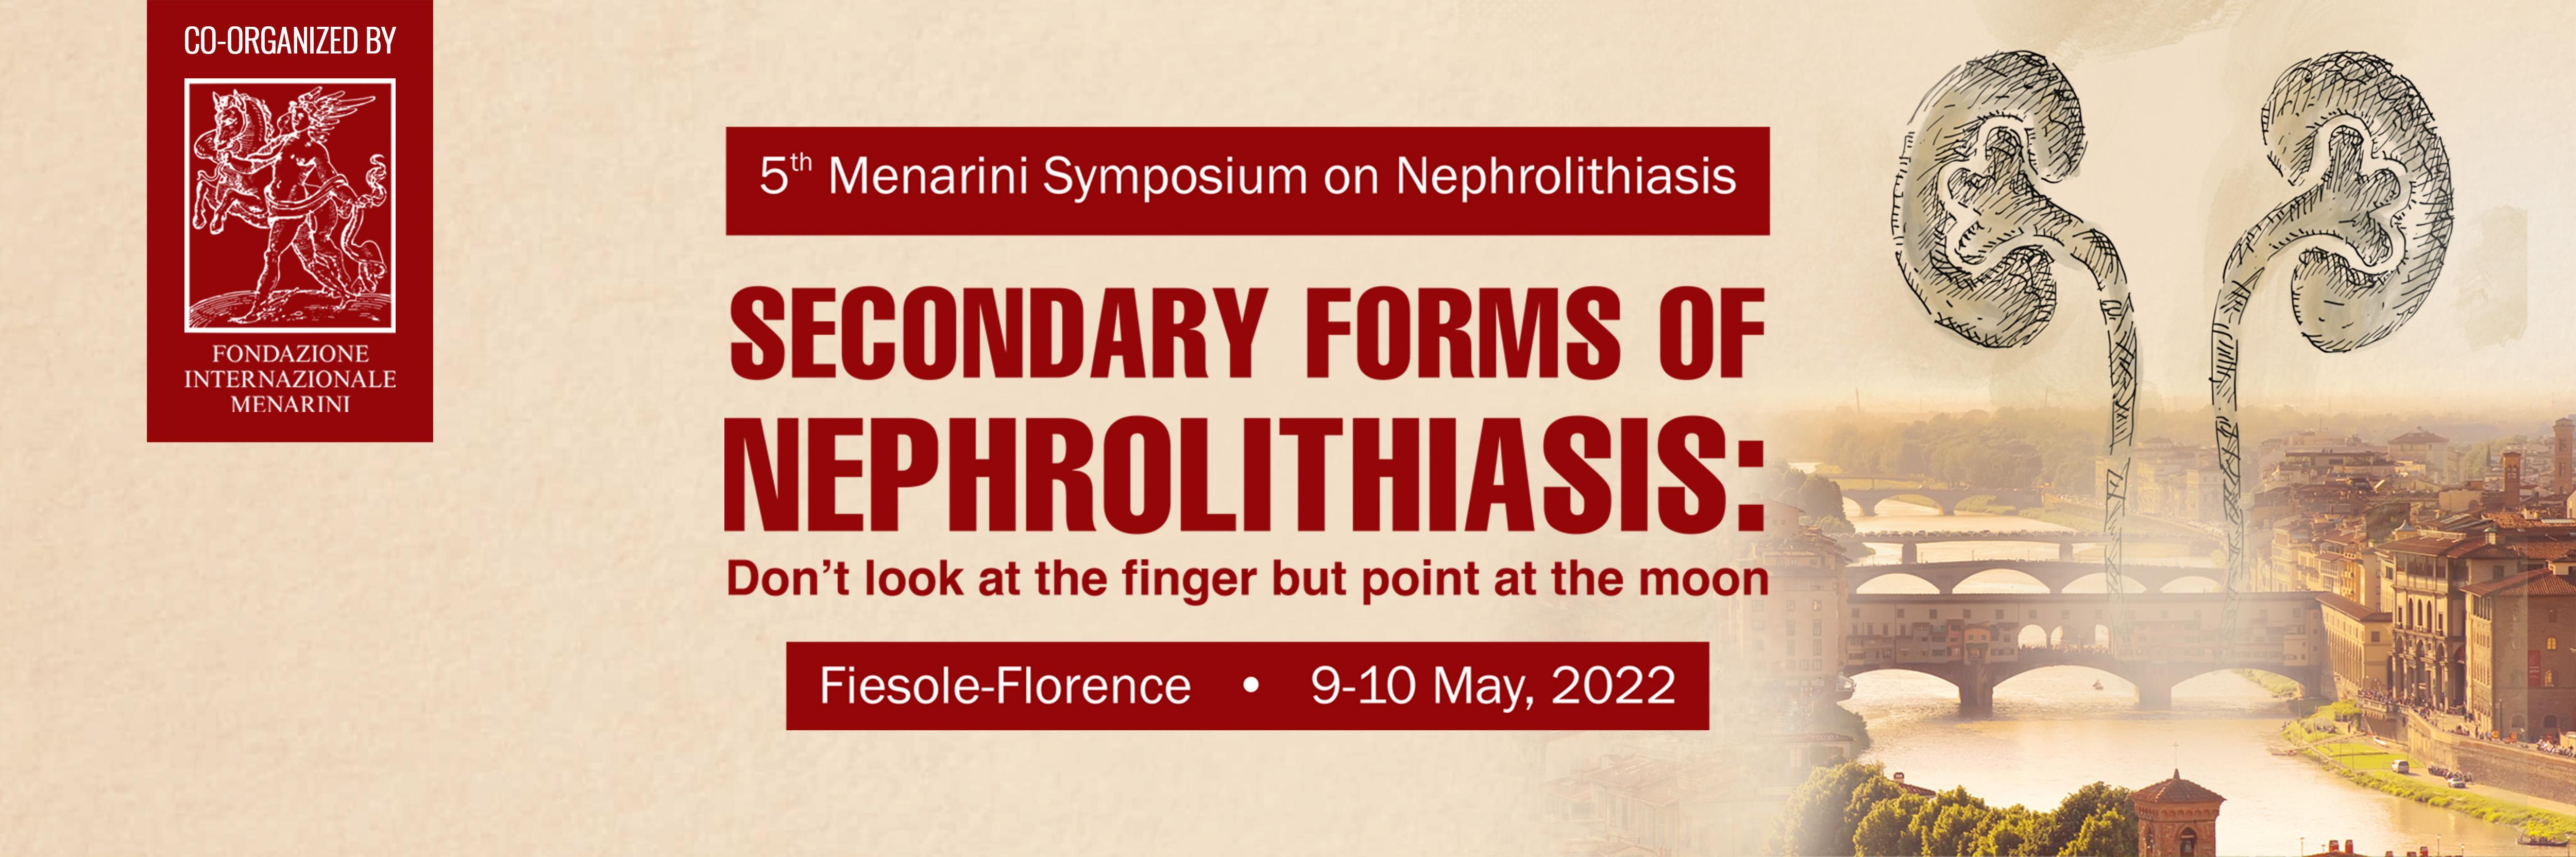 CO-ORGANIZED BY
FONDAZIONE
INTERNAZIONALE
MENARINI
5th Menarini Symposium on Nephrolithiasis
SECONDARY FORMS OF
NEPHROLITHIASIS:
Don’t look at the finger but point at the moon
Fiesole-Florence • 9-10 May, 2022